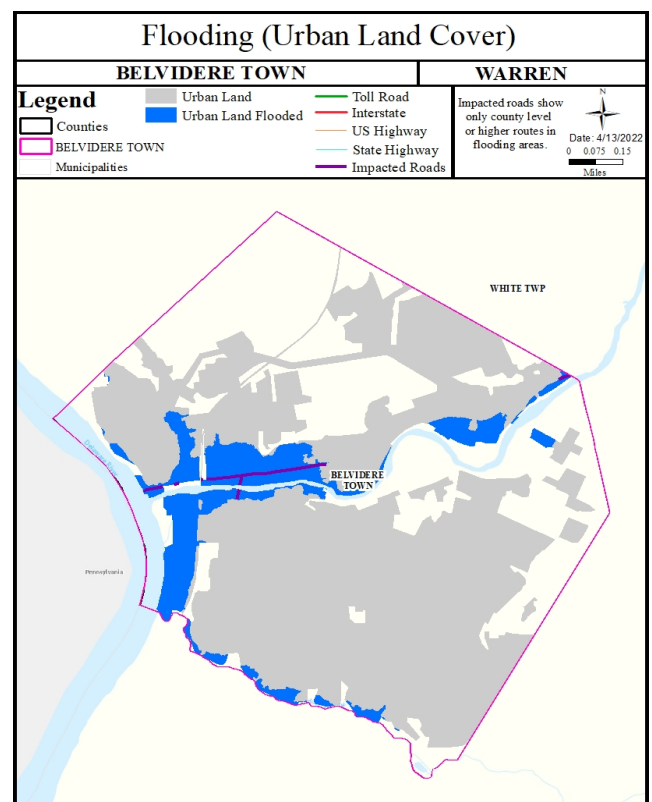 Flooding (Urban Land Cover)
BELVIDERE TOWN
WARREN
Legend
Counties
BELVIDERE TOWN
Municipalities
Urban Land
Urban Land Flooded
Toll Road
Interstate
US Highway
State Highway
Impacted Roads
Impacted roads show
only county level
or higher routes in
flooding areas.
N
Date: 4/13/2022
0 0.075 0.15
Miles
WHITE TWP
Delaware River
BELVIDERE
TOWN
Pennsylvania